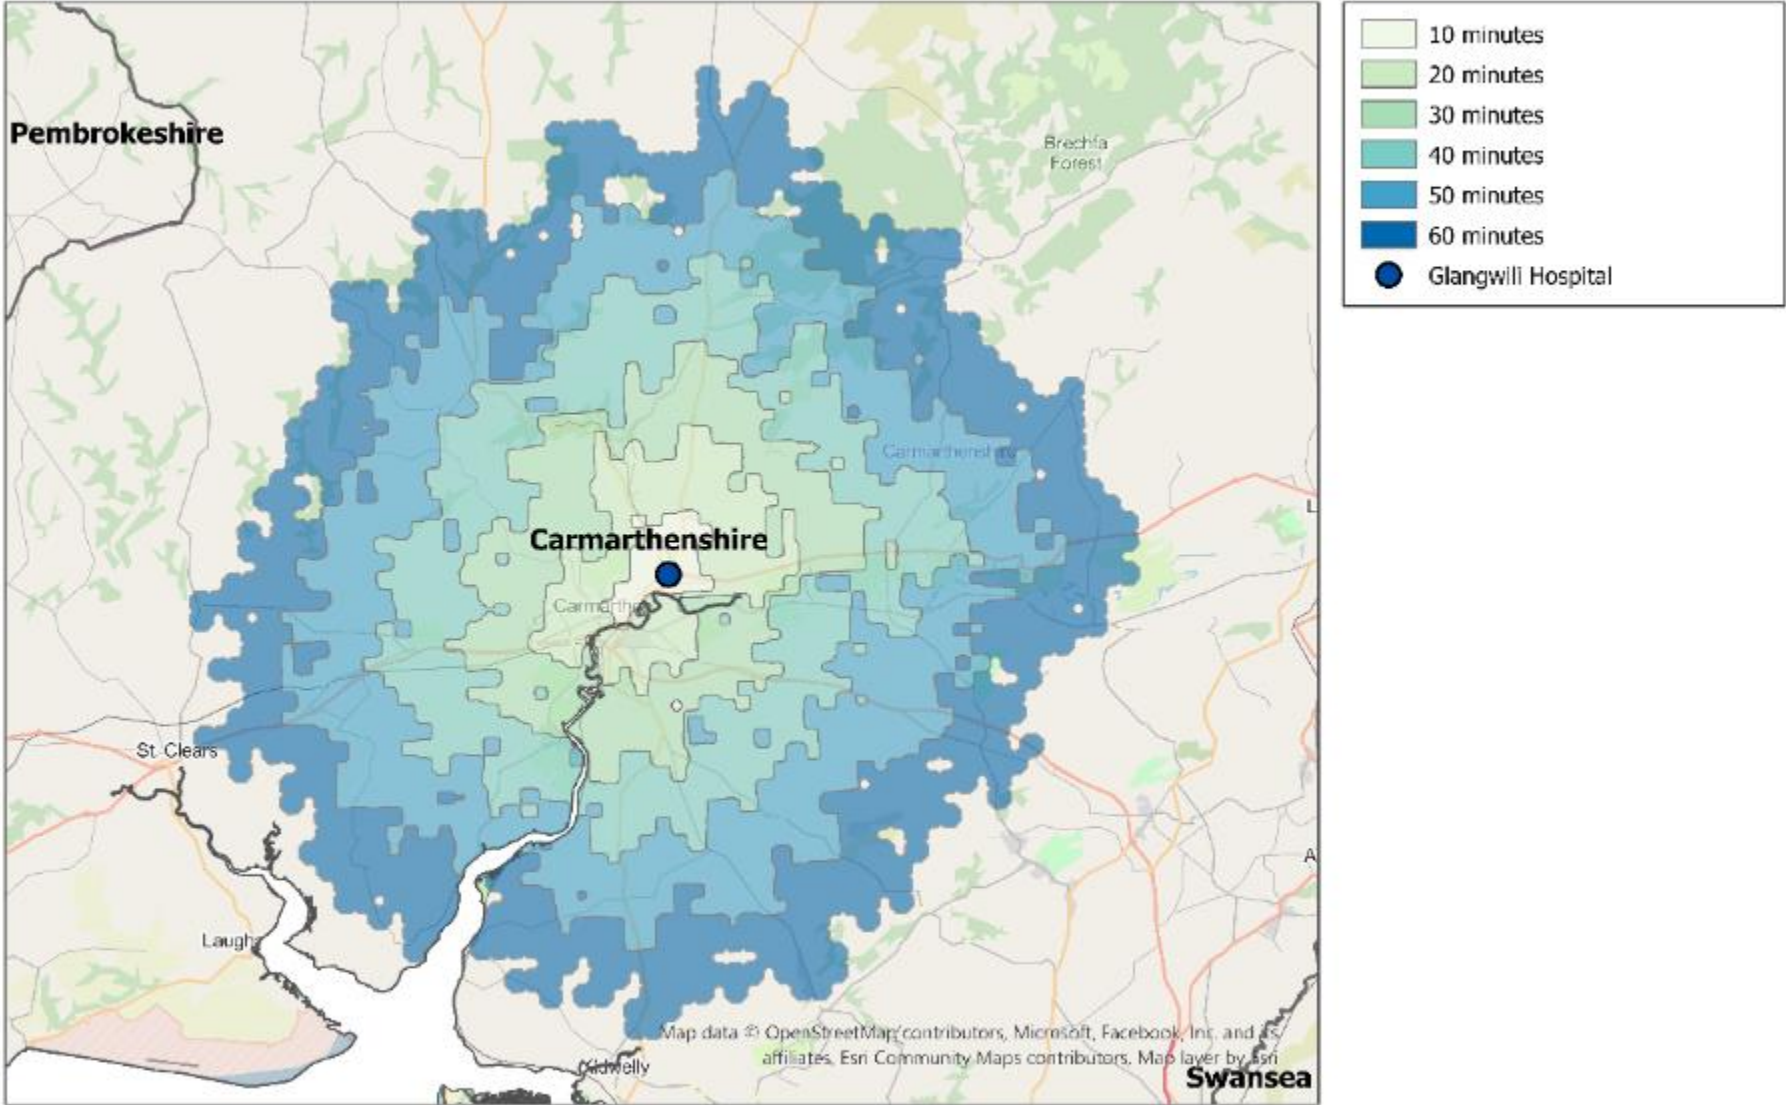 Pembrokeshire
Brechfa
Forest
Carmarthenshire
Carmarthenshire
St. Clears
Laugh
Map data © OpenStreetMap contributors, Microsoft, Facebook, Inc. and its
affiliates, Esri Community Maps contributors, Map layer by Esri
Kidwelly
Swansea
L
A
10 minutes
20 minutes
30 minutes
40 minutes
50 minutes
60 minutes
Glangwili Hospital